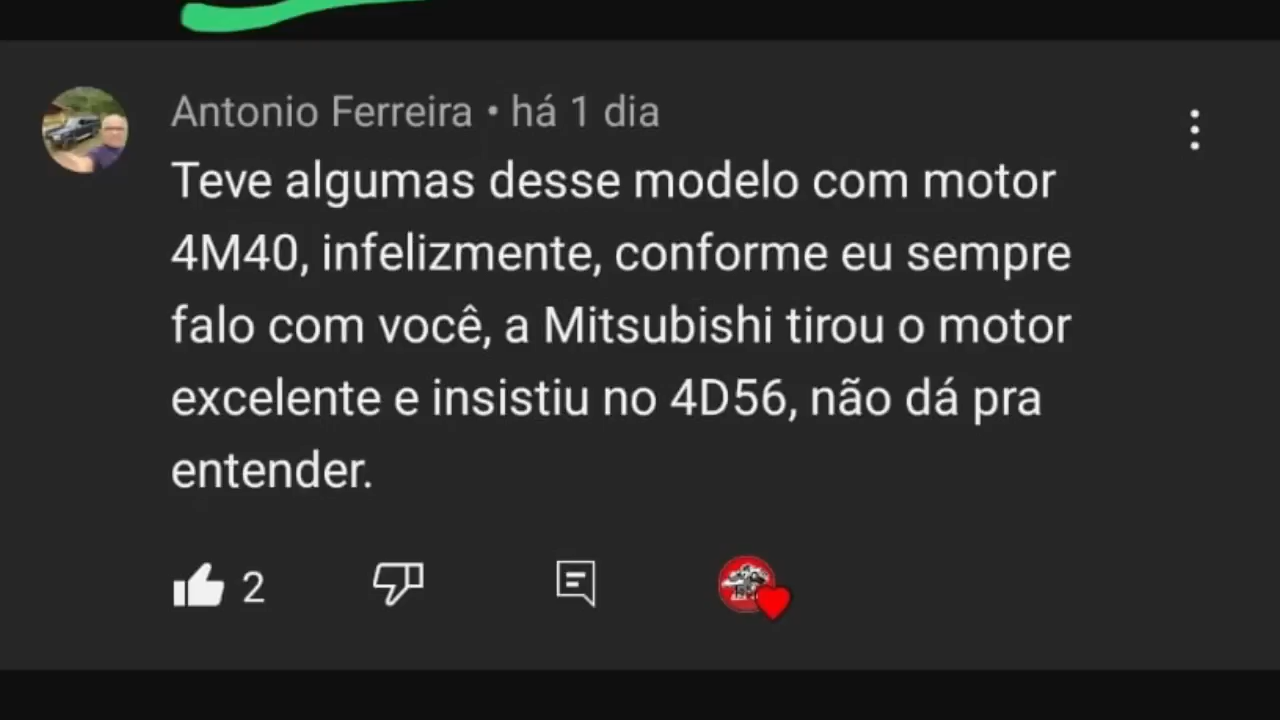 Antonio Ferreira • há 1 dia
Teve algumas desse modelo com motor
4M40, infelizmente, conforme eu sempre
falo com você, a Mitsubishi tirou o motor
excelente e insistiu no 4D56, não dá pra
entender.
2